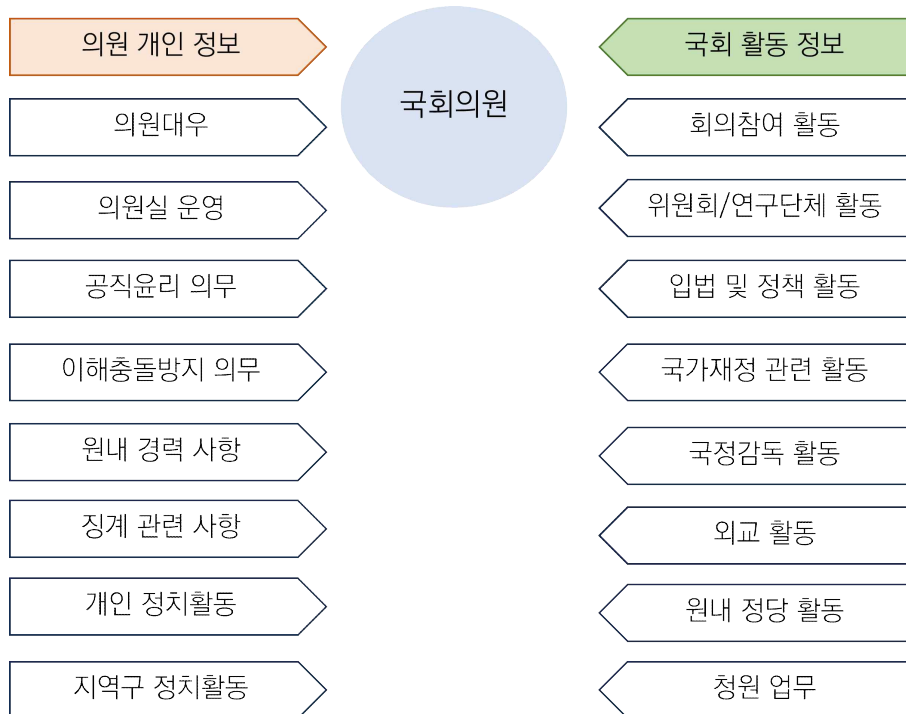 의원 개인 정보
국회의원
국회 활동 정보
의원대우
회의참여 활동
의원실 운영
위원회/연구단체 활동
공직윤리 의무
입법 및 정책 활동
이해충돌방지 의무
국가재정 관련 활동
원내 경력 사항
국정감독 활동
징계 관련 사항
외교 활동
개인 정치활동
원내 정당 활동
지역구 정치활동
청원 업무